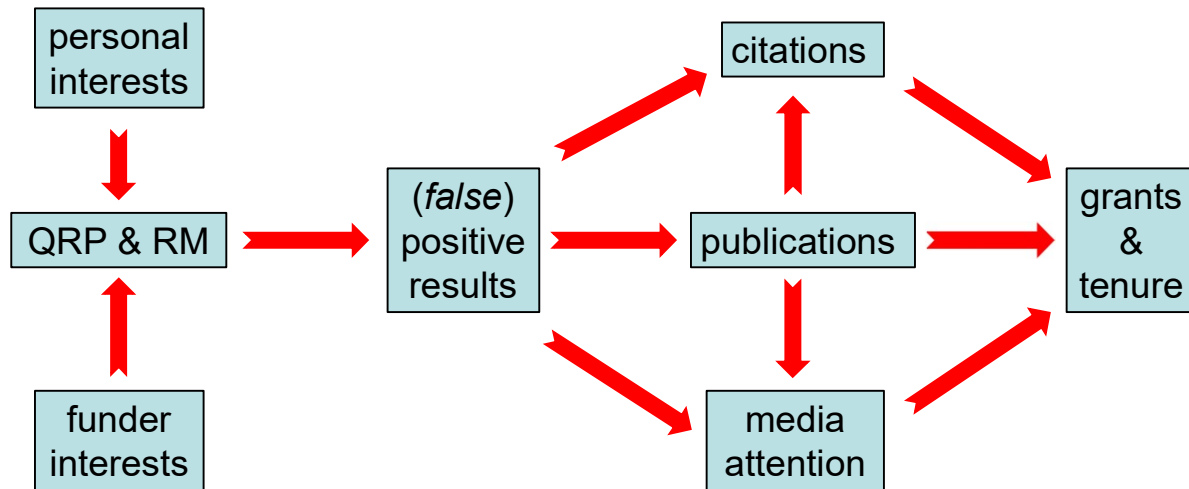 personal
interests
citations
QRP & RM
(false)
positive
results
publications
grants
&
tenure
funder
interests
media
attention